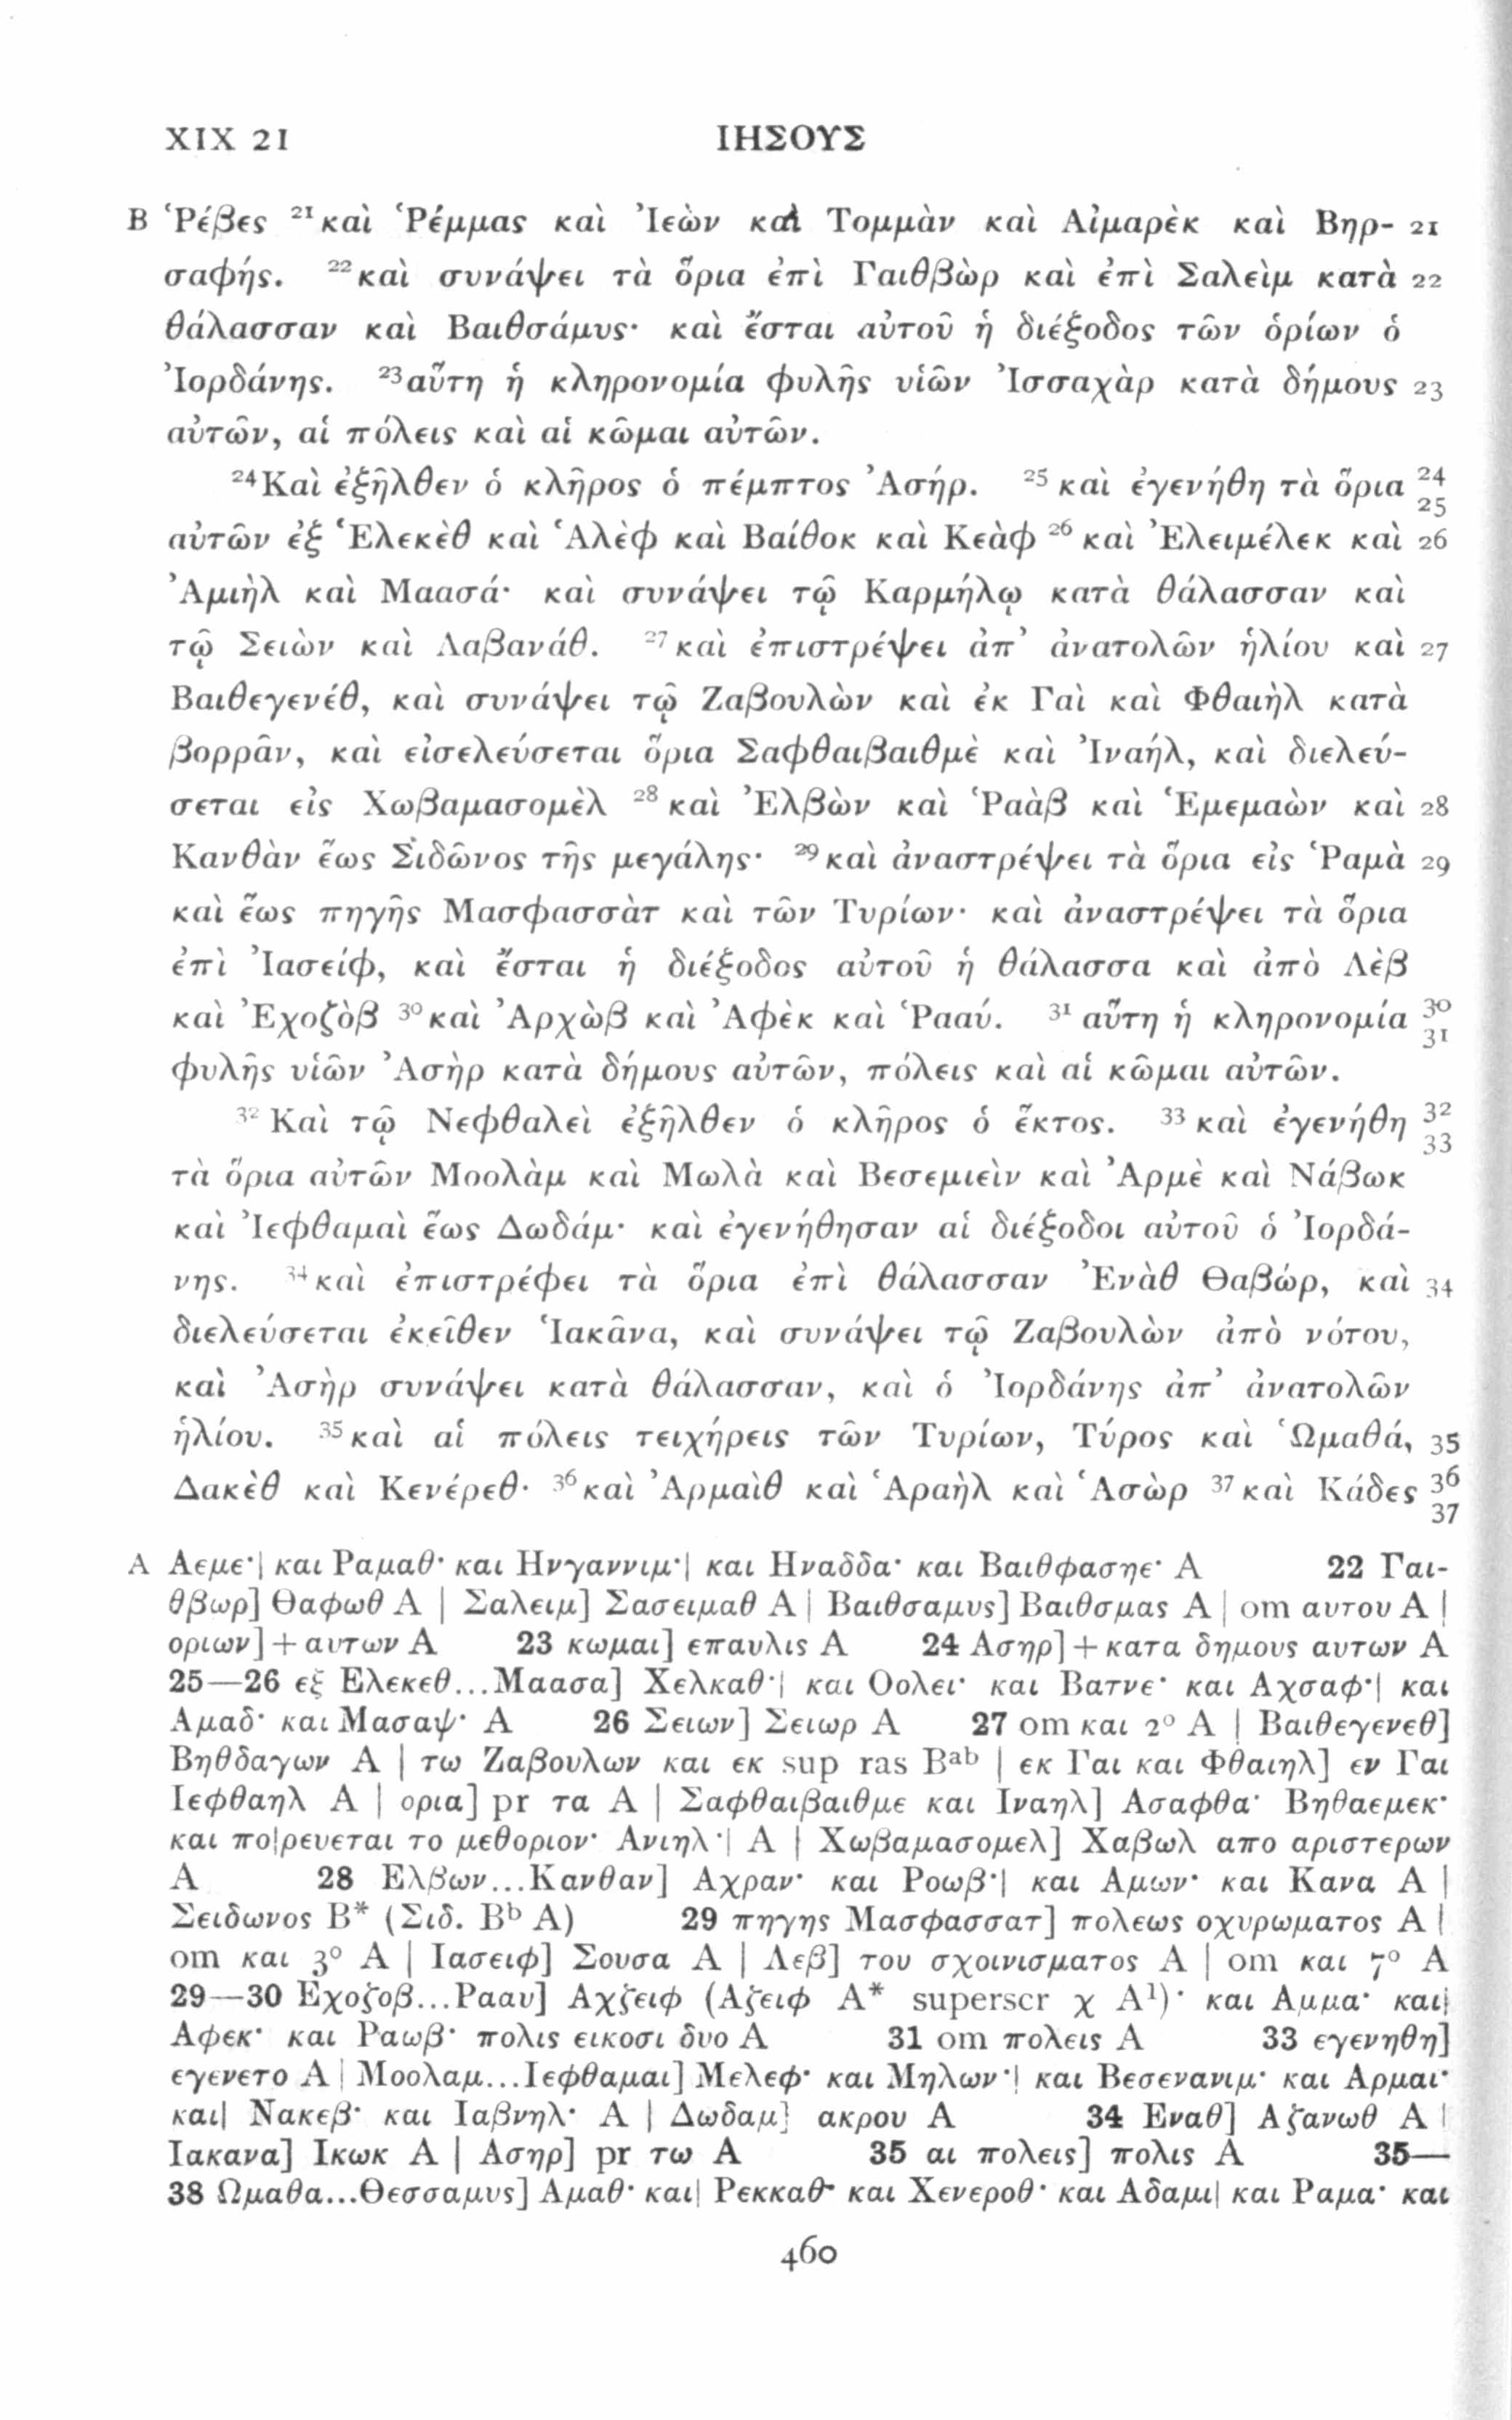 XIX 21 ΙΗΣΟΥΣ
B Ῥέβες ²¹καὶ Ῥέμμας καὶ Ἰεὼν καὶ Τομμὰν καὶ Αἰμαρὲκ καὶ Βηρ- 21
σαφής. ²²καὶ συνάψει τὰ ὅρια ἐπὶ Γαιθβὼρ καὶ ἐπὶ Σαλεὶμ κατὰ 22
θάλασσαν καὶ Βαιθσάμυς· καὶ ἔσται αὐτοῦ ἡ διέξοδος τῶν ὁρίων ὁ
Ἰορδάνης. ²³αὕτη ἡ κληρονομία φυλῆς υἱῶν Ἰσσαχὰρ κατὰ δήμους 23
αὐτῶν, αἱ πόλεις καὶ αἱ κῶμαι αὐτῶν.
²⁴Καὶ ἐξῆλθεν ὁ κλῆρος ὁ πέμπτος Ἀσήρ. ²⁵καὶ ἐγενήθη τὰ ὅρια 24 25
αὐτῶν ἐξ Ἑλεκὲθ καὶ Ἁλὲφ καὶ Βαίθοκ καὶ Κεὰφ ²⁶καὶ Ἐλειμέλεκ καὶ 26
Ἀμιὴλ καὶ Μαασά· καὶ συνάψει τῷ Καρμήλῳ κατὰ θάλασσαν καὶ
τῷ Σειὼν καὶ Λαβανάθ. ²⁷καὶ ἐπιστρέψει ἀπ’ ἀνατολῶν ἡλίου καὶ 27
Βαιθεγενέθ, καὶ συνάψει τῷ Ζαβουλὼν καὶ ἐκ Γαὶ καὶ Φθαιὴλ κατὰ
βορρᾶν, καὶ εἰσελεύσεται ὅρια Σαφθαιβαιθμὲ καὶ Ἰναήλ, καὶ διελεύ-
σεται εἰς Χωβαμασομὲλ ²⁸καὶ Ἐλβὼν καὶ Ῥαὰβ καὶ Ἐμεμαὼν καὶ 28
Κανθὰν ἕως Σιδῶνος τῆς μεγάλης· ²⁹καὶ ἀναστρέψει τὰ ὅρια εἰς Ῥαμὰ 29
καὶ ἕως πηγῆς Μασφασσὰτ καὶ τῶν Τυρίων· καὶ ἀναστρέψει τὰ ὅρια
ἐπὶ Ἰασείφ, καὶ ἔσται ἡ διέξοδος αὐτοῦ ἡ θάλασσα καὶ ἀπὸ Λὲβ
καὶ Ἐχοζὸβ ³⁰καὶ Ἀρχὼβ καὶ Ἀφὲκ καὶ Ῥααύ. ³¹αὕτη ἡ κληρονομία 30 31
φυλῆς υἱῶν Ἀσὴρ κατὰ δήμους αὐτῶν, πόλεις καὶ αἱ κῶμαι αὐτῶν.
³²Καὶ τῷ Νεφθαλεὶ ἐξῆλθεν ὁ κλῆρος ὁ ἕκτος. ³³καὶ ἐγενήθη 32 33
τὰ ὅρια αὐτῶν Μοολὰμ καὶ Μωλὰ καὶ Βεσεμιεὶν καὶ Ἀρμὲ καὶ Νάβωκ
καὶ Ἰεφθαμαὶ ἕως Δωδάμ· καὶ ἐγενήθησαν αἱ διέξοδοι αὐτοῦ ὁ Ἰορδά-
νης. ³⁴καὶ ἐπιστρέφει τὰ ὅρια ἐπὶ θάλασσαν Ἐνὰθ Θαβώρ, καὶ 34
διελεύσεται ἐκεῖθεν Ἰακᾶνα, καὶ συνάψει τῷ Ζαβουλὼν ἀπὸ νότου,
καὶ Ἀσὴρ συνάψει κατὰ θάλασσαν, καὶ ὁ Ἰορδάνης ἀπ’ ἀνατολῶν
ἡλίου. ³⁵καὶ αἱ πόλεις τειχήρεις τῶν Τυρίων, Τύρος καὶ Ὠμαθά, 35
Δακὲθ καὶ Κενέρεθ· ³⁶καὶ Ἀρμαὶθ καὶ Ἀραὴλ καὶ Ἁσὼρ ³⁷καὶ Κάδες 36 37
A Αεμε·| και Ραμαθ· και Ηνγαννιμ·| και Ηναδδα· και Βαιθφασηε· A 22 Γαι-
θβωρ] Θαφωθ A | Σαλειμ] Σασειμαθ A | Βαιθσαμυς] Βαιθσμας A | om αυτου A |
οριων] + αυτων A 23 κωμαι] επαυλις A 24 Ασηρ] + κατα δημους αυτων A
25—26 εξ Ελεκεθ...Μαασα] Χελκαθ·| και Οολει· και Βατνε· και Αχσαφ·| και
Αμαδ· και Μασαψ· A 26 Σειων] Σειωρ A 27 om και 2⁰ A | Βαιθεγενεθ]
Βηθδαγων A | τω Ζαβουλων και εκ sup ras Bᵃᵇ | εκ Γαι και Φθαιηλ] εν Γαι
Ιεφθαηλ A | ορια] pr τα A | Σαφθαιβαιθμε και Ιναηλ] Ασαφθα· Βηθαεμεκ·
και πο|ρευεται το μεθοριον· Ανιηλ·| A | Χωβαμασομελ] Χαβωλ απο αριστερων
A 28 Ελβων...Κανθαν] Αχραν· και Ροωβ·| και Αμων· και Κανα A |
Σειδωνος B* (Σιδ. Bᵇ A) 29 πηγης Μασφασσατ] πολεως οχυρωματος A |
om και 3⁰ A | Ιασειφ] Σουσα A | Λεβ] του σχοινισματος A | om και 7⁰ A
29—30 Εχοζοβ...Ρααυ] Αχζειφ (Αζειφ A* superscr χ A¹)· και Αμμα· και|
Αφεκ· και Ραωβ· πολις εικοσι δυο A 31 om πολεις A 33 εγενηθη]
εγενετο A | Μοολαμ...Ιεφθαμαι] Μελεφ· και Μηλων·| και Βεσενανιμ· και Αρμαι·
και| Νακεβ· και Ιαβνηλ· A | Δωδαμ] ακρου A 34 Εναθ] Αζανωθ A |
Ιακανα] Ικωκ A | Ασηρ] pr τω A 35 αι πολεις] πολις A 35—
38 Ωμαθα...Θεσσαμυς] Αμαθ· και| Ρεκκαθ· και Χενεροθ· και Αδαμι| και Ραμα· και
460